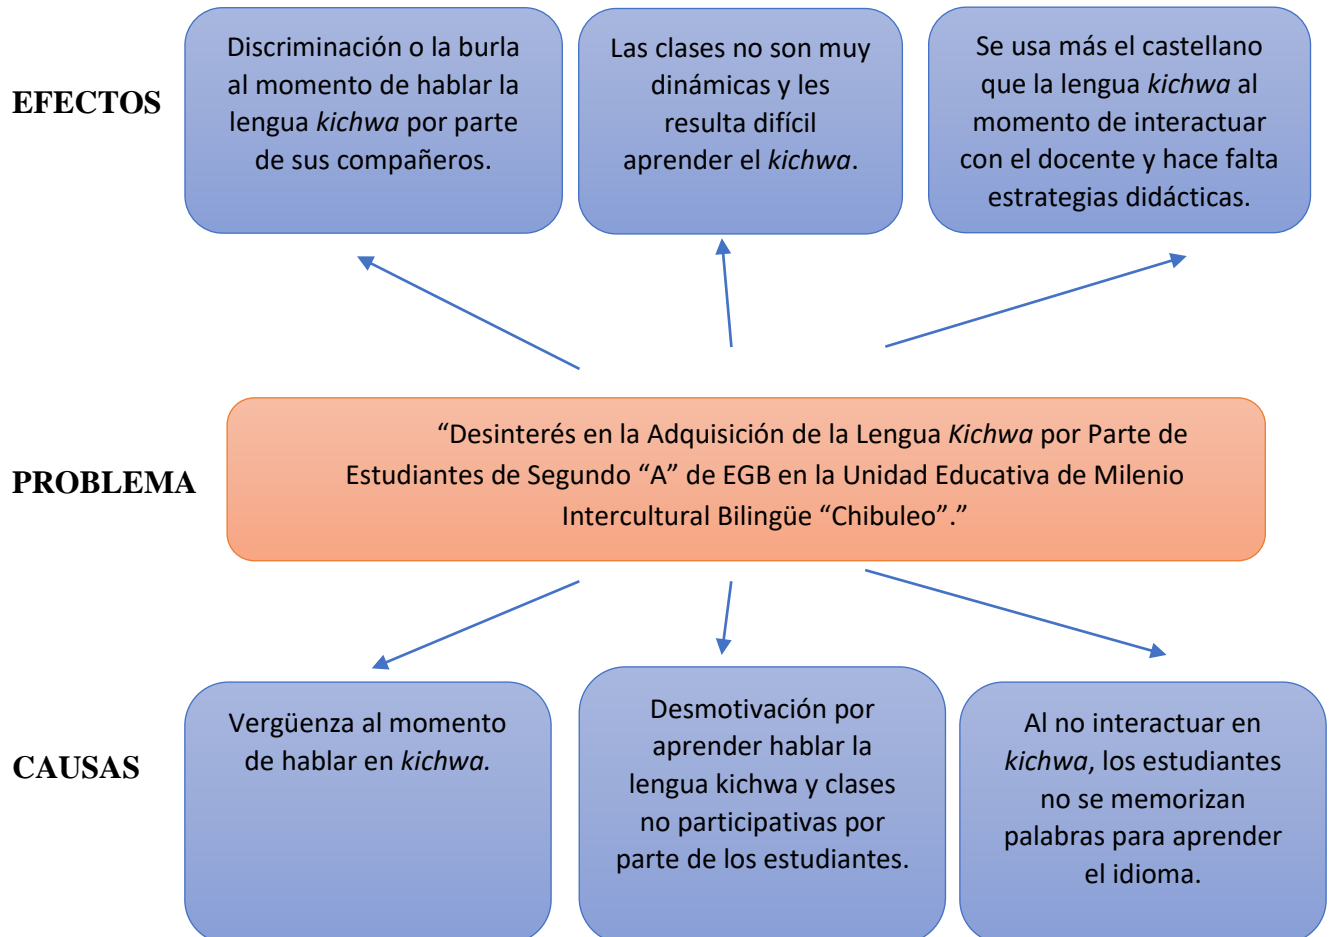 EFECTOS
Discriminación o la burla
al momento de hablar la
lengua kichwa por parte
de sus compañeros.
Las clases no son muy
dinámicas y les
resulta difícil
aprender el kichwa.
Se usa más el castellano
que la lengua kichwa al
momento de interactuar
con el docente y hace falta
estrategias didácticas.
PROBLEMA
“Desinterés en la Adquisición de la Lengua Kichwa por Parte de
Estudiantes de Segundo “A” de EGB en la Unidad Educativa de Milenio
Intercultural Bilingüe “Chibuleo”.”
CAUSAS
Vergüenza al momento
de hablar en kichwa.
Desmotivación por
aprender hablar la
lengua kichwa y clases
no participativas por
parte de los estudiantes.
Al no interactuar en
kichwa, los estudiantes
no se memorizan
palabras para aprender
el idioma.